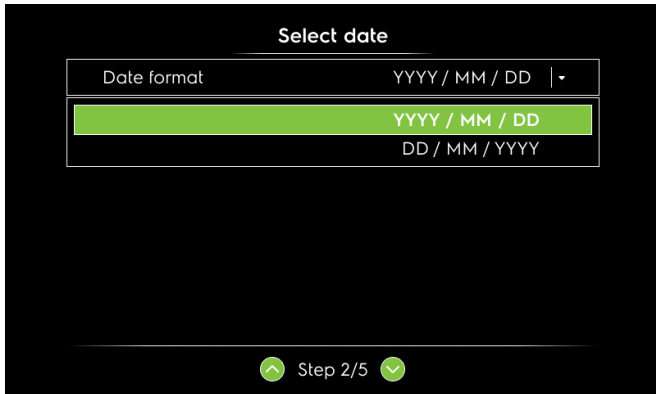 Select date
Date format YYYY / MM / DD
YYYY / MM / DD
DD / MM / YYYY
Step 2/5